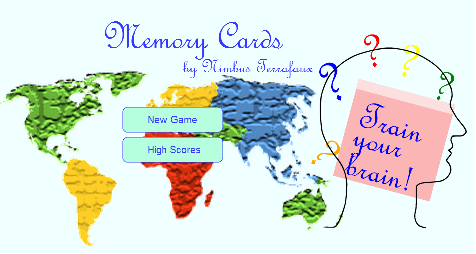 Memory Cards
by Nimbus Terrafaux
New Game
High Scores
? ? ? ? ? ?
Train
your
brain!